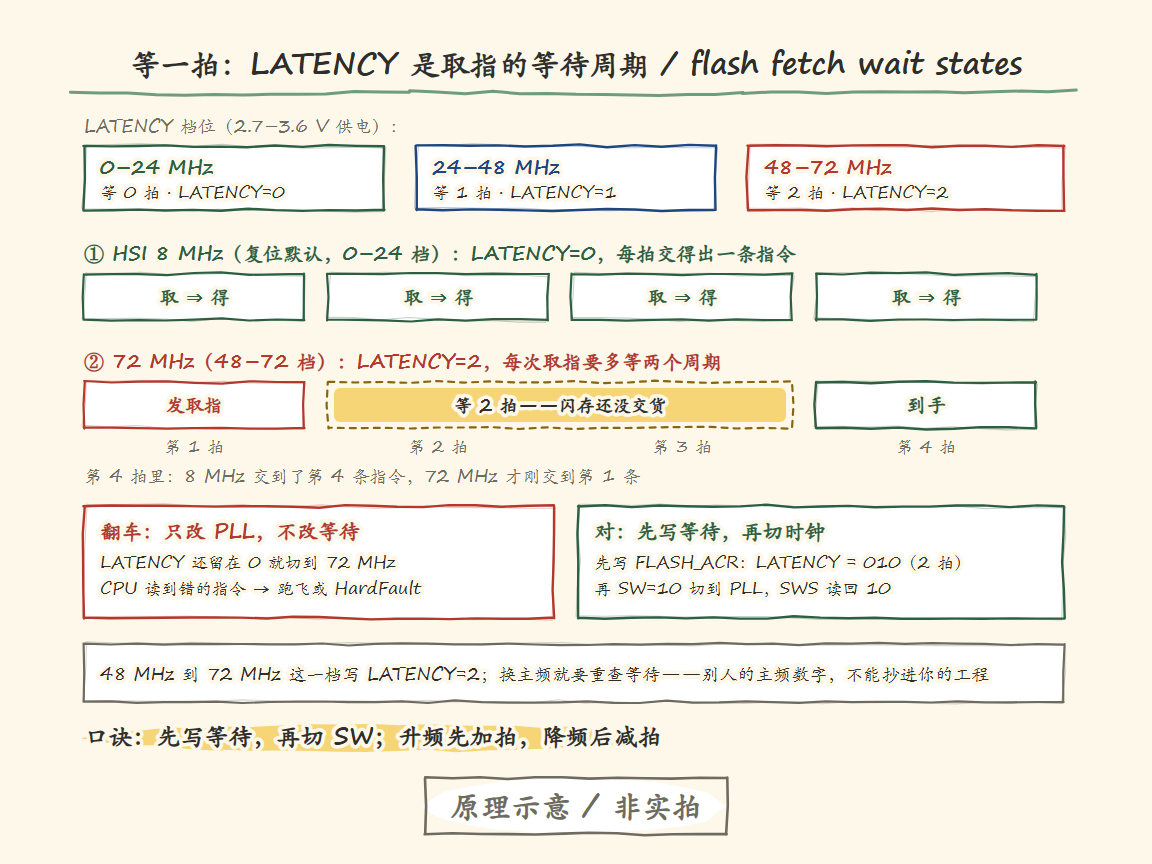 等一拍：LATENCY 是取指的等待周期 / flash fetch wait states
LATENCY 档位（2.7–3.6 V 供电）：
0–24 MHz
等 0 拍 · LATENCY=0
24–48 MHz
等 1 拍 · LATENCY=1
48–72 MHz
等 2 拍 · LATENCY=2
① HSI 8 MHz（复位默认，0–24 档）：LATENCY=0，每拍交得出一条指令
取 ⇒ 得
取 ⇒ 得
取 ⇒ 得
取 ⇒ 得
② 72 MHz（48–72 档）：LATENCY=2，每次取指要多等两个周期
发取指
等 2 拍——闪存还没交货
到手
第 1 拍
第 2 拍
第 3 拍
第 4 拍
第 4 拍里：8 MHz 交到了第 4 条指令，72 MHz 才刚交到第 1 条
翻车：只改 PLL，不改等待
LATENCY 还留在 0 就切到 72 MHz
CPU 读到错的指令 → 跑飞或 HardFault
对：先写等待，再切时钟
先写 FLASH_ACR：LATENCY = 010（2 拍）
再 SW=10 切到 PLL，SWS 读回 10
48 MHz 到 72 MHz 这一档写 LATENCY=2；换主频就要重查等待——别人的主频数字，不能抄进你的工程
口诀：先写等待，再切 SW；升频先加拍，降频后减拍
原理示意 / 非实拍